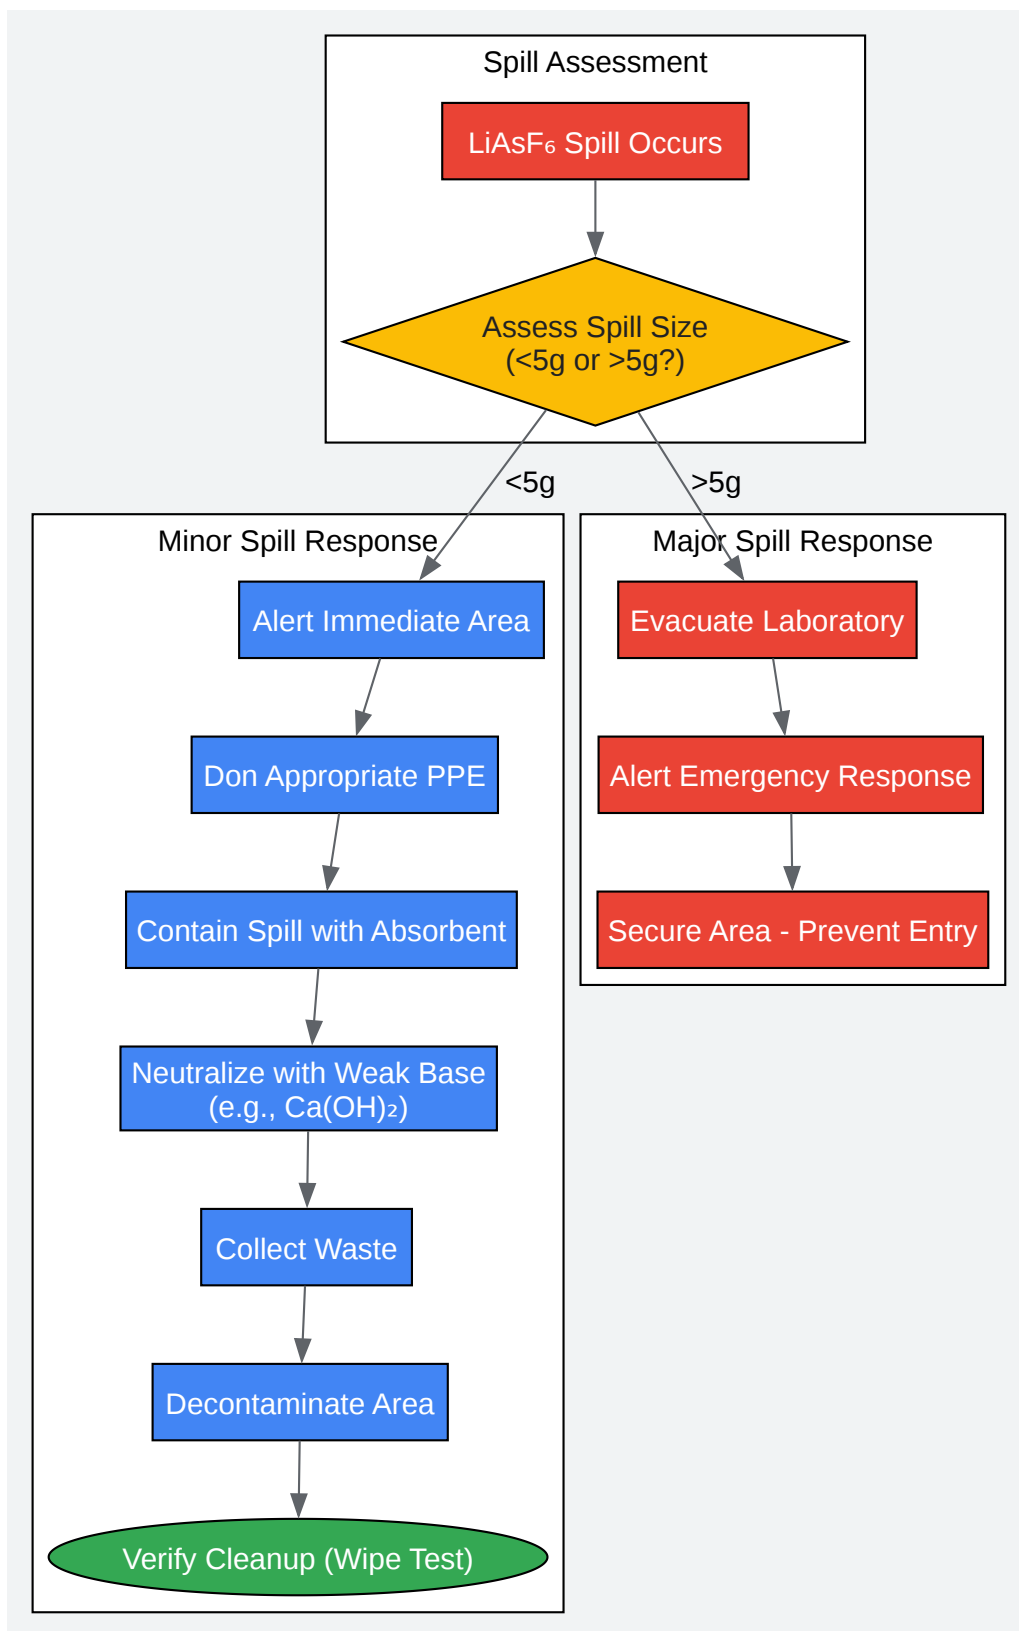 Spill Assessment
LiAsF₆ Spill Occurs
Assess Spill Size
(<5g or >5g?)
<5g
>5g
Minor Spill Response
Alert Immediate Area
Don Appropriate PPE
Contain Spill with Absorbent
Neutralize with Weak Base
(e.g., Ca(OH)₂)
Collect Waste
Decontaminate Area
Verify Cleanup (Wipe Test)
Major Spill Response
Evacuate Laboratory
Alert Emergency Response
Secure Area - Prevent Entry